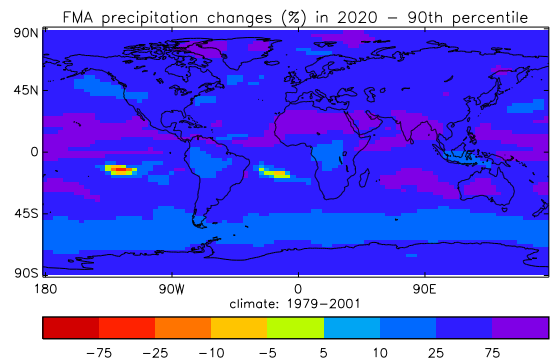 FMA precipitation changes (%) in 2020 − 90th percentile
90N
45N
0
45S
90S
180 90W 0 90E
climate: 1979−2001
−75 −25 −10 −5 5 10 25 75